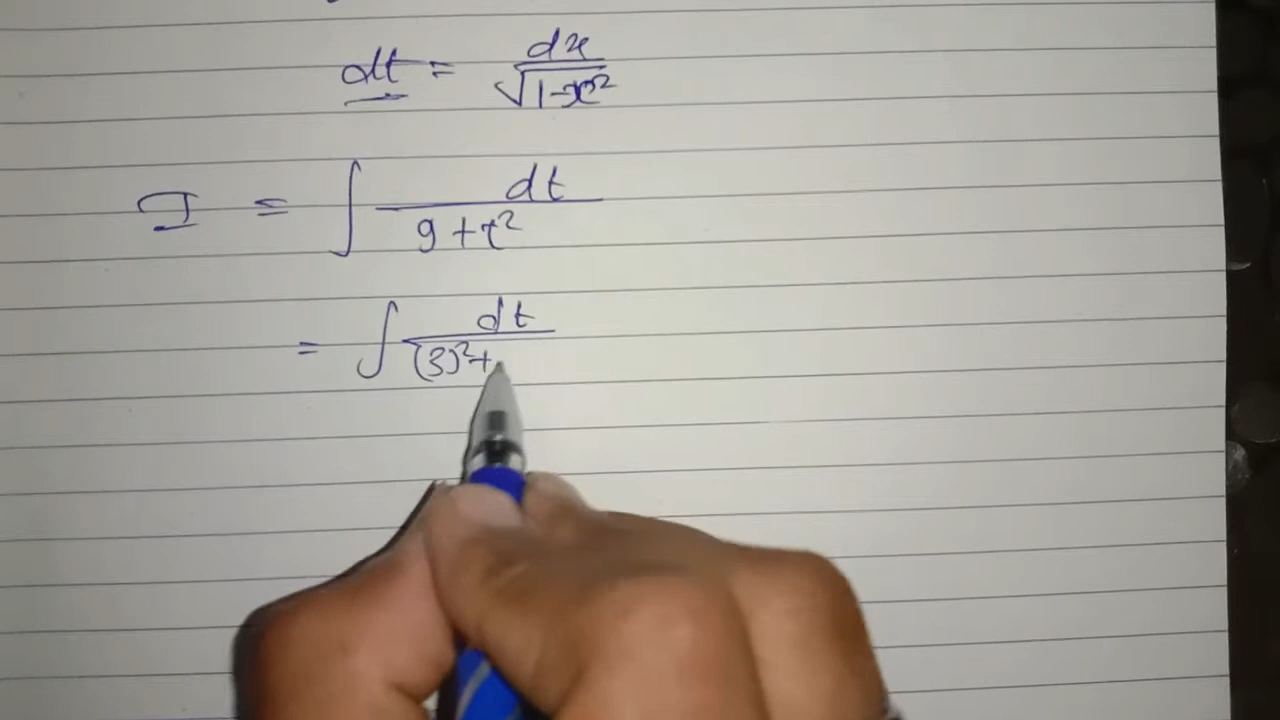 dt = dx/√1-x²
I = ∫ dt/9+t²
= ∫ dt/(3)²+